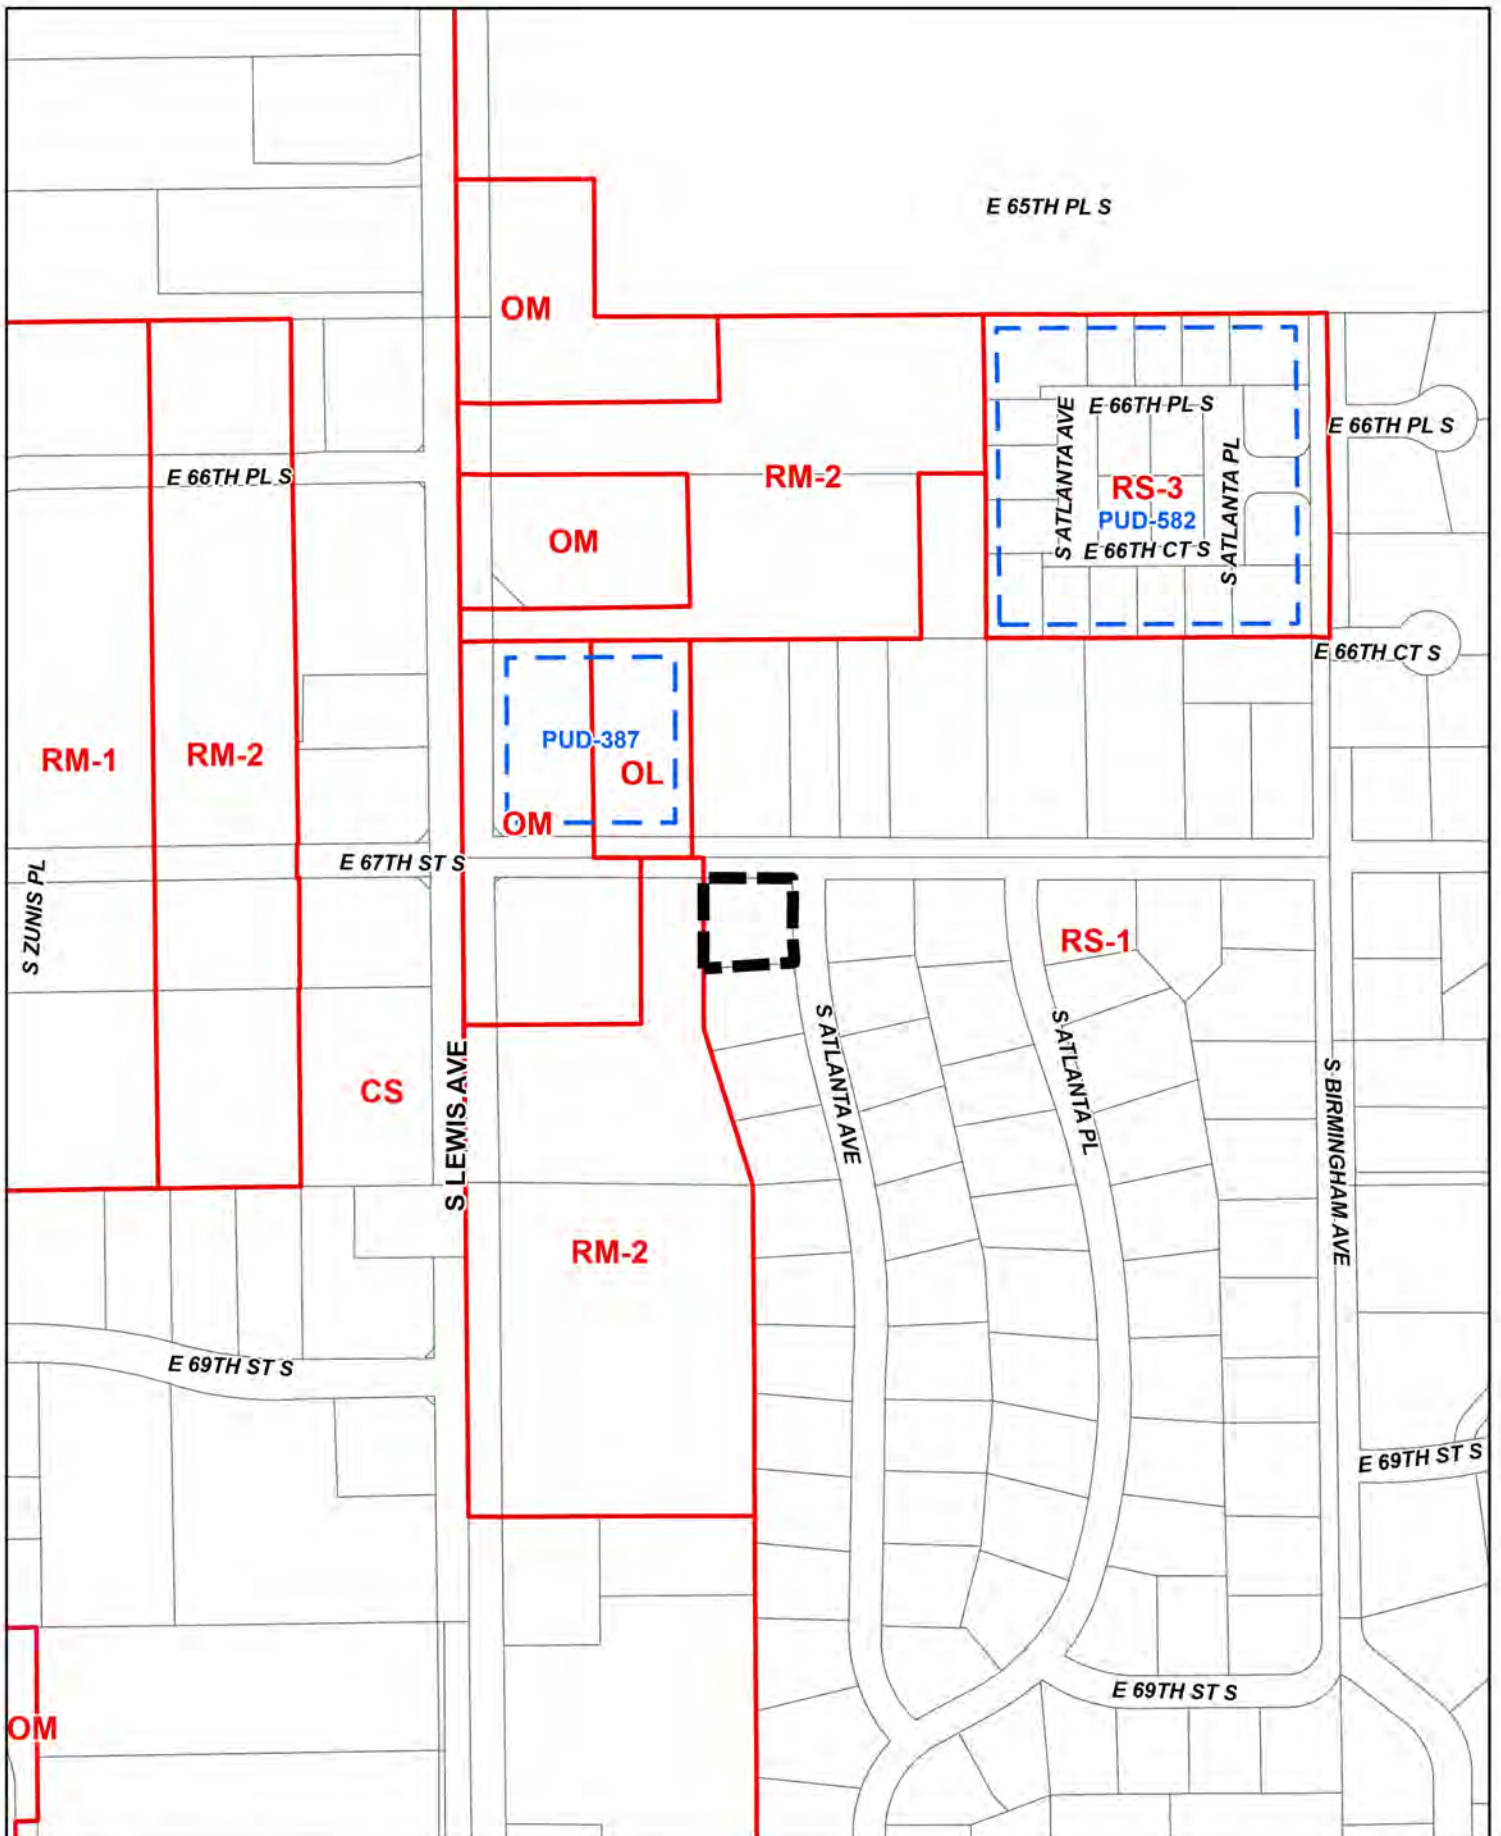 E 65TH PL S
OM
S ATLANTA AVE
E 66TH PL S
E 66TH PL S
E 66TH PL S
RM-2
S ATLANTA PL
RS-3
PUD-582
OM
E 66TH CT S
E 66TH CT S
PUD-387
RM-1
RM-2
OL
OM
E 67TH ST S
S ZUNIS PL
RS-1
S ATLANTA AVE
S ATLANTA PL
CS
S LEWIS AVE
S BIRMINGHAM AVE
RM-2
E 69TH ST S
E 69TH ST S
E 69TH ST S
OM